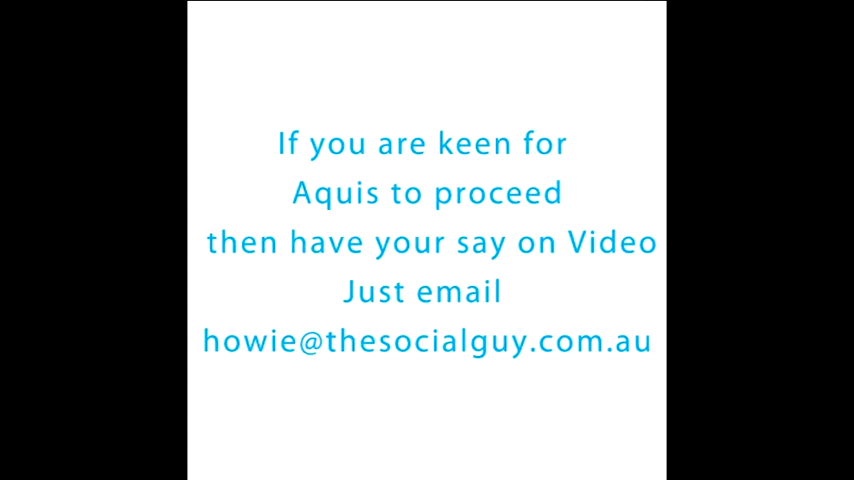 If you are keen for
Aquis to proceed
then have your say on Video
Just email
howie@thesocialguy.com.au